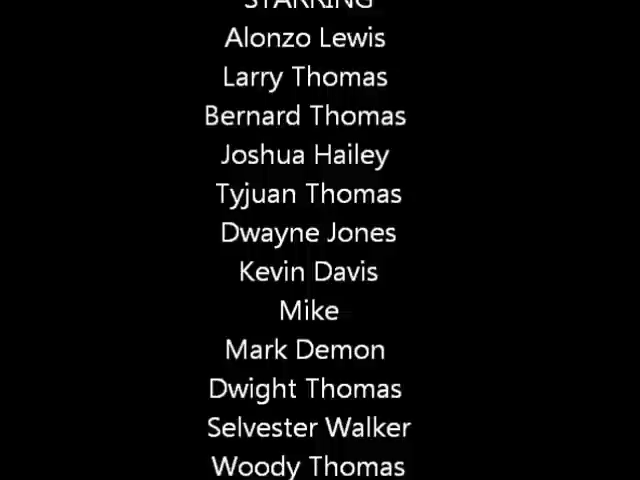 STARRING
Alonzo Lewis
Larry Thomas
Bernard Thomas
Joshua Hailey
Tyjuan Thomas
Dwayne Jones
Kevin Davis
Mike
Mark Demon
Dwight Thomas
Selvester Walker
Woody Thomas